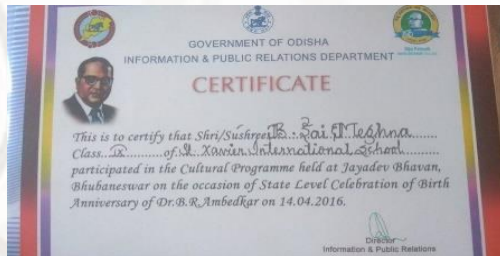 GOVERNMENT OF ODISHA
INFORMATION & PUBLIC RELATIONS DEPARTMENT
CERTIFICATE
This is to certify that Shri/Sushree B. Sai Meghna
Class IX of St. Xavier International School
participated in the Cultural Programme held at Jayadev Bhavan,
Bhubaneswar on the occasion of State Level Celebration of Birth
Anniversary of Dr.B.R.Ambedkar on 14.04.2016.
Director
Information & Public Relations